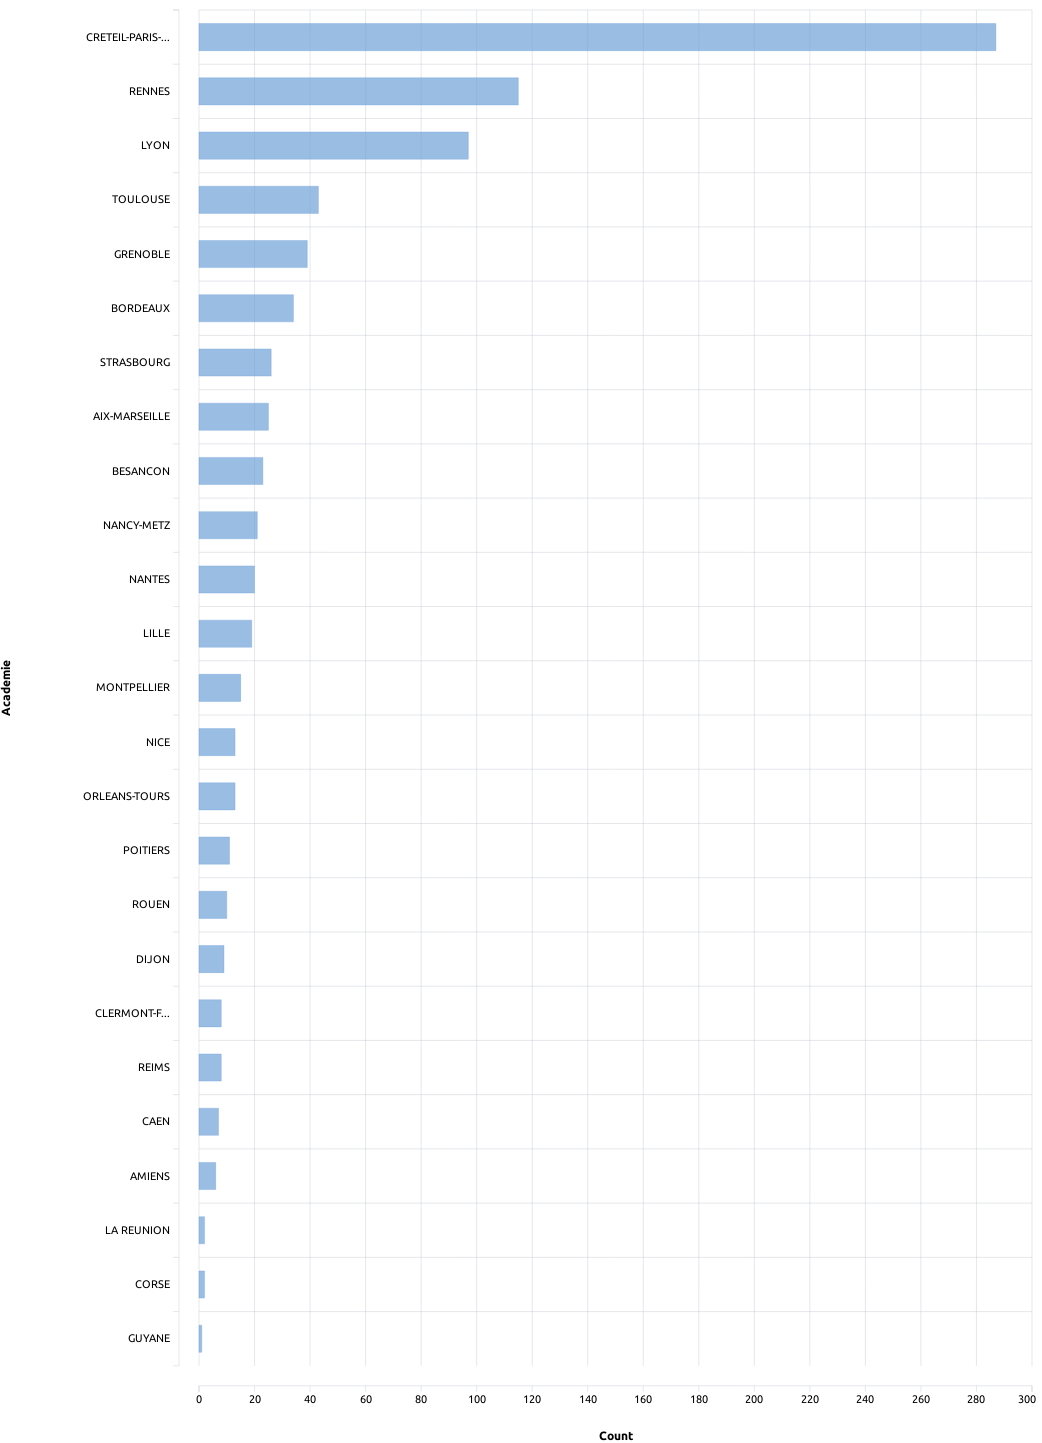 CRETEIL-PARIS-...
RENNES
LYON
TOULOUSE
GRENOBLE
BORDEAUX
STRASBOURG
AIX-MARSEILLE
BESANCON
NANCY-METZ
NANTES
LILLE
MONTPELLIER
NICE
ORLEANS-TOURS
POITIERS
ROUEN
DIJON
CLERMONT-F...
REIMS
CAEN
AMIENS
LA REUNION
CORSE
GUYANE
Academie
0 20 40 60 80 100 120 140 160 180 200 220 240 260 280 300
Count